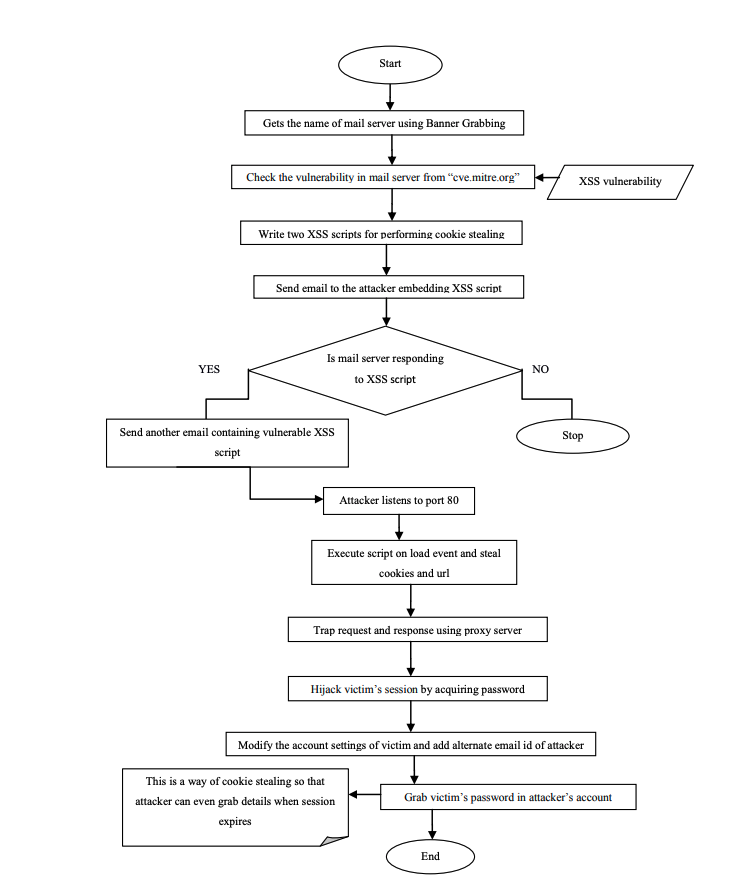 Start
Gets the name of mail server using Banner Grabbing
Check the vulnerability in mail server from “cve.mitre.org”
XSS vulnerability
Write two XSS scripts for performing cookie stealing
Send email to the attacker embedding XSS script
Is mail server responding
to XSS script
YES
NO
Send another email containing vulnerable XSS
script
Stop
Attacker listens to port 80
Execute script on load event and steal
cookies and url
Trap request and response using proxy server
Hijack victim’s session by acquiring password
Modify the account settings of victim and add alternate email id of attacker
This is a way of cookie stealing so that
attacker can even grab details when session
expires
Grab victim’s password in attacker’s account
End